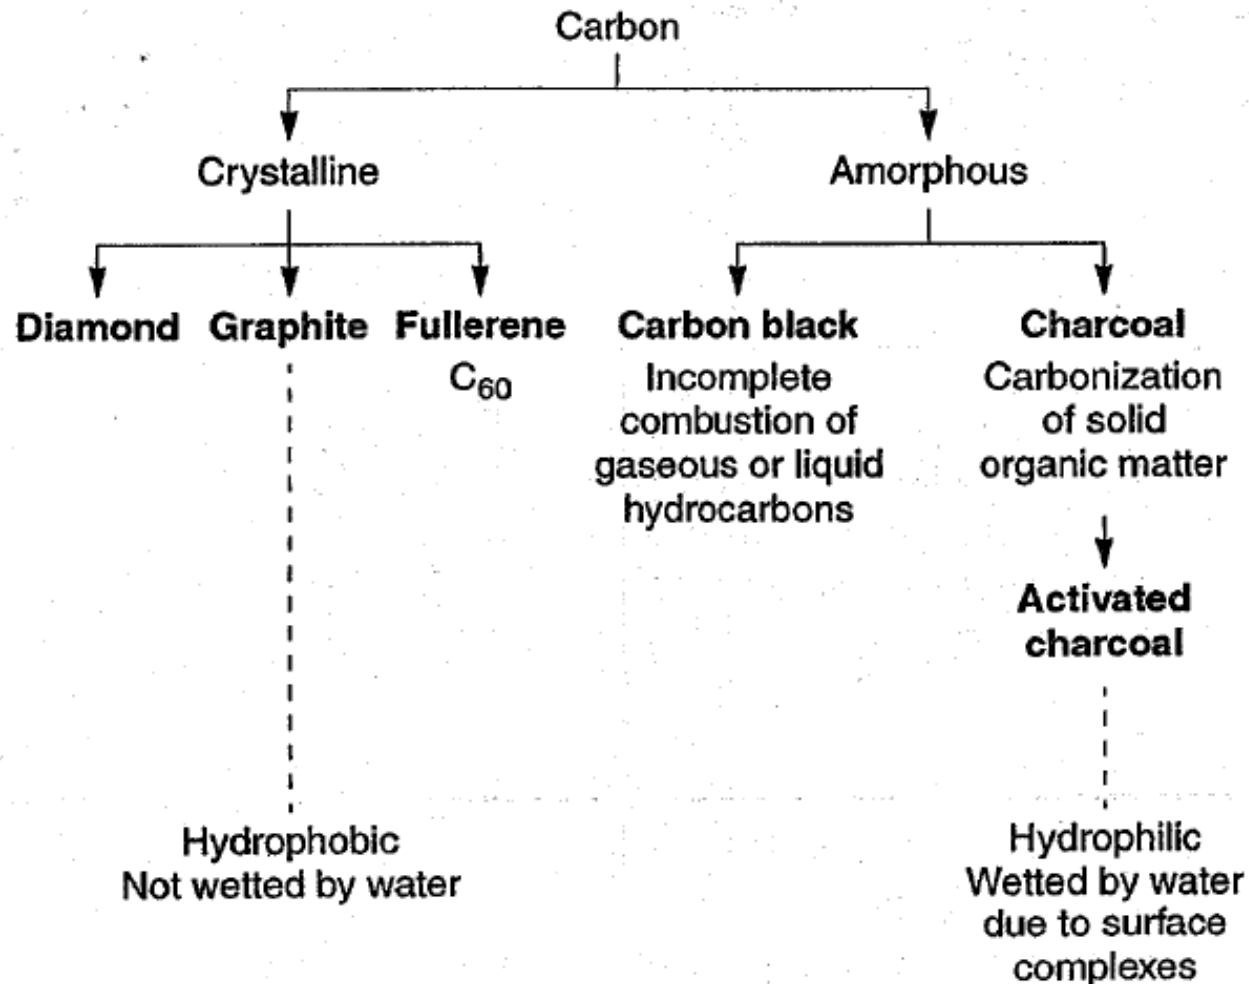 Carbon
Crystalline
Amorphous
Diamond
Graphite
Fullerene
C₆₀
Carbon black
Incomplete
combustion of
gaseous or liquid
hydrocarbons
Charcoal
Carbonization
of solid
organic matter
Activated
charcoal
Hydrophobic
Not wetted by water
Hydrophilic
Wetted by water
due to surface
complexes